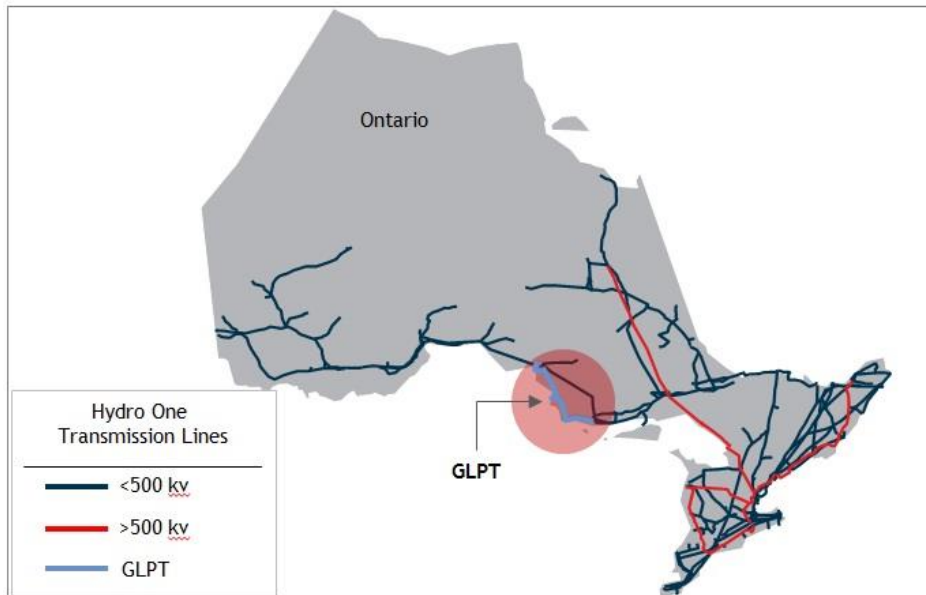 Ontario
GLPT
Hydro One
Transmission Lines
<500 kv
>500 kv
GLPT